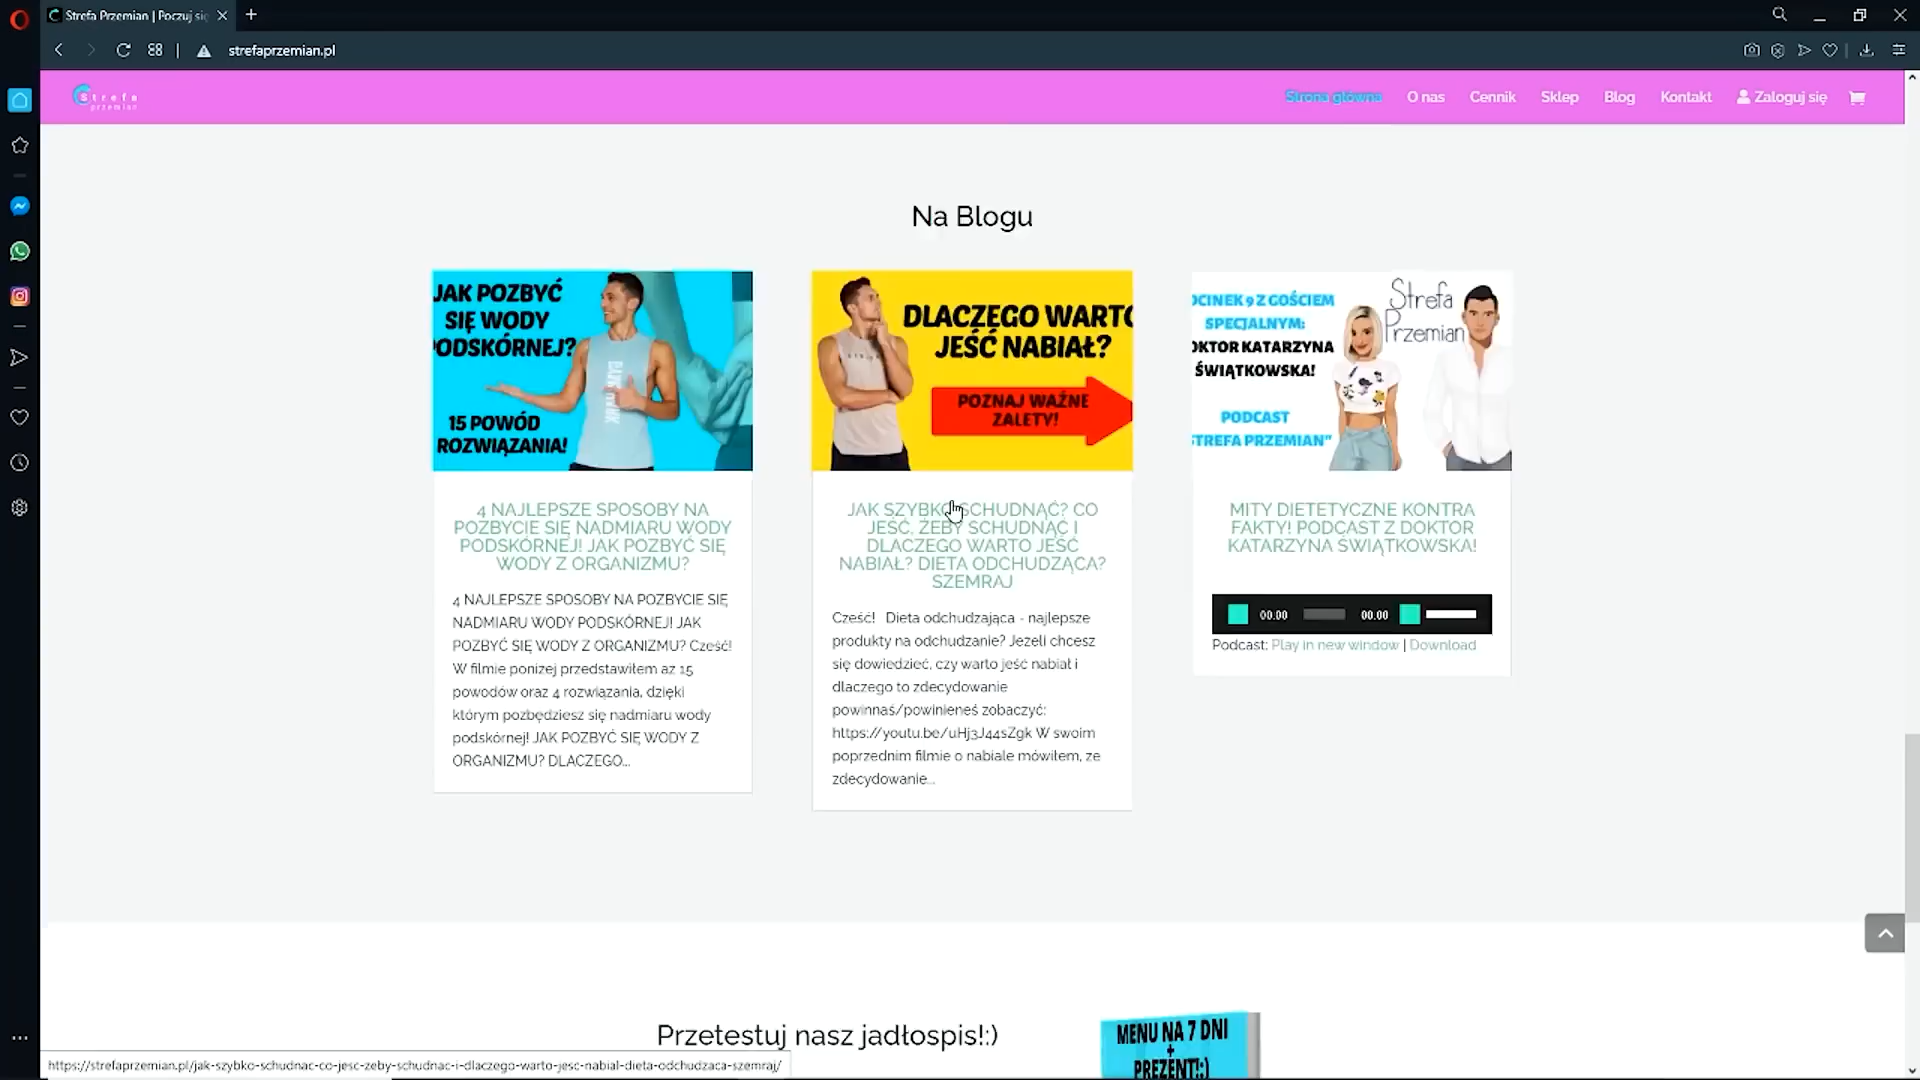 Strefa Przemian | Poczuj się
strefaprzemian.pl
Strefa
przemian
Strona główna
O nas
Cennik
Sklep
Blog
Kontakt
Zaloguj się
Na Blogu
JAK POZBYĆ
SIĘ WODY
PODSKÓRNEJ?
15 POWÓD
ROZWIĄZANIA!
4 NAJLEPSZE SPOSOBY NA
POZBYCIE SIĘ NADMIARU WODY
PODSKÓRNEJ! JAK POZBYĆ SIĘ
WODY Z ORGANIZMU?
4 NAJLEPSZE SPOSOBY NA POZBYCIE SIĘ
NADMIARU WODY PODSKÓRNEJ! JAK
POZBYĆ SIĘ WODY Z ORGANIZMU? Cześć!
W filmie poniżej przedstawiłem aż 15
powodów oraz 4 rozwiązania, dzięki
którym pozbędziesz się nadmiaru wody
podskórnej! JAK POZBYĆ SIĘ WODY Z
ORGANIZMU? DLACZEGO...
DLACZEGO WARTO
JEŚĆ NABIAŁ?
POZNAJ WAŻNE
ZALETY!
JAK SZYBKO SCHUDNĄĆ? CO
JEŚĆ, ŻEBY SCHUDNĄĆ I
DLACZEGO WARTO JEŚĆ
NABIAŁ? DIETA ODCHUDZĄCA?
SZEMRAJ
Cześć! Dieta odchudzająca - najlepsze
produkty na odchudzanie? Jeżeli chcesz
się dowiedzieć, czy warto jeść nabiał i
dlaczego to zdecydowanie
powinnaś/powinieneś zobaczyć:
https://youtu.be/uHj3J44sZgk W swoim
poprzednim filmie o nabiale mówiłem, że
zdecydowanie...
OCINEK 9 Z GOŚCIEM
SPECJALNYM:
OKTOR KATARZYNA
ŚWIĄTKOWSKA!
PODCAST
STREFA PRZEMIAN"
Strefa
Przemian
MITY DIETETYCZNE KONTRA
FAKTY! PODCAST Z DOKTOR
KATARZYNA ŚWIĄTKOWSKA!
00:00
00:00
Podcast: Play in new window | Download
Przetestuj nasz jadłospis!:)
MENU NA 7 DNI
+
PREZENT!:)
https://strefaprzemian.pl/jak-szybko-schudnac-co-jesc-zeby-schudnac-i-dlaczego-warto-jesc-nabial-dieta-odchudzaca-szemraj/